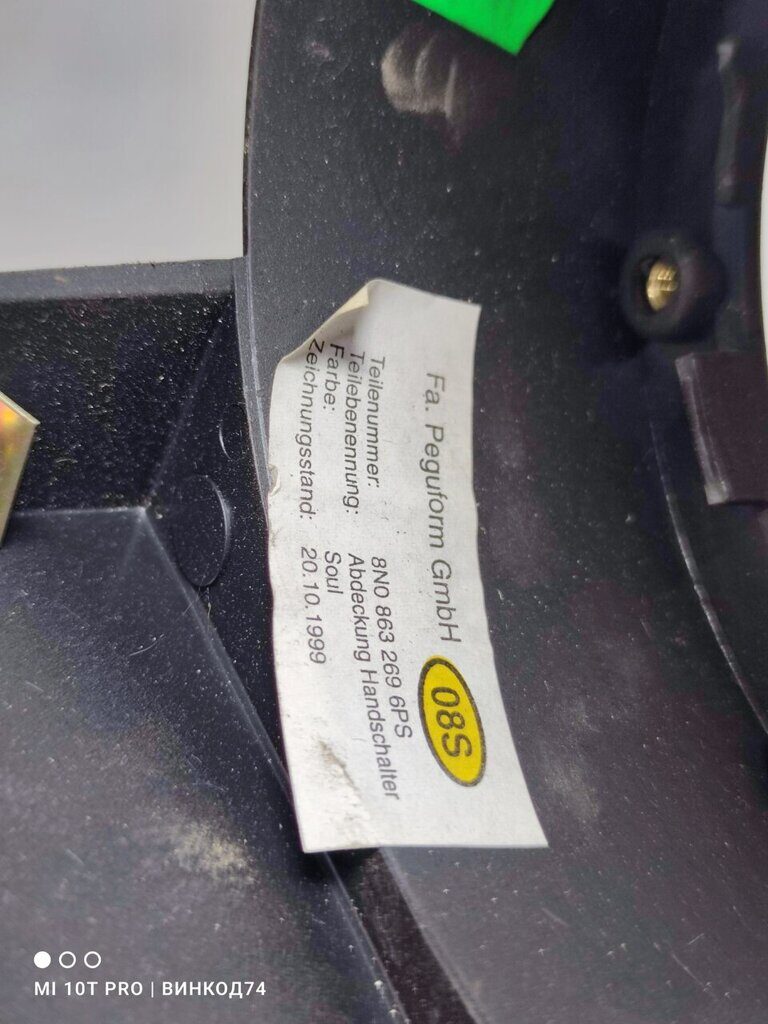 Fa. Peguform GmbH
08S
Teilenummer: 8N0 863 269 6PS
Teilebenennung: Abdeckung Handschalter
Farbe: Soul
Zeichnungsstand: 20.10.1999
MI 10T PRO | ВИНКОД74